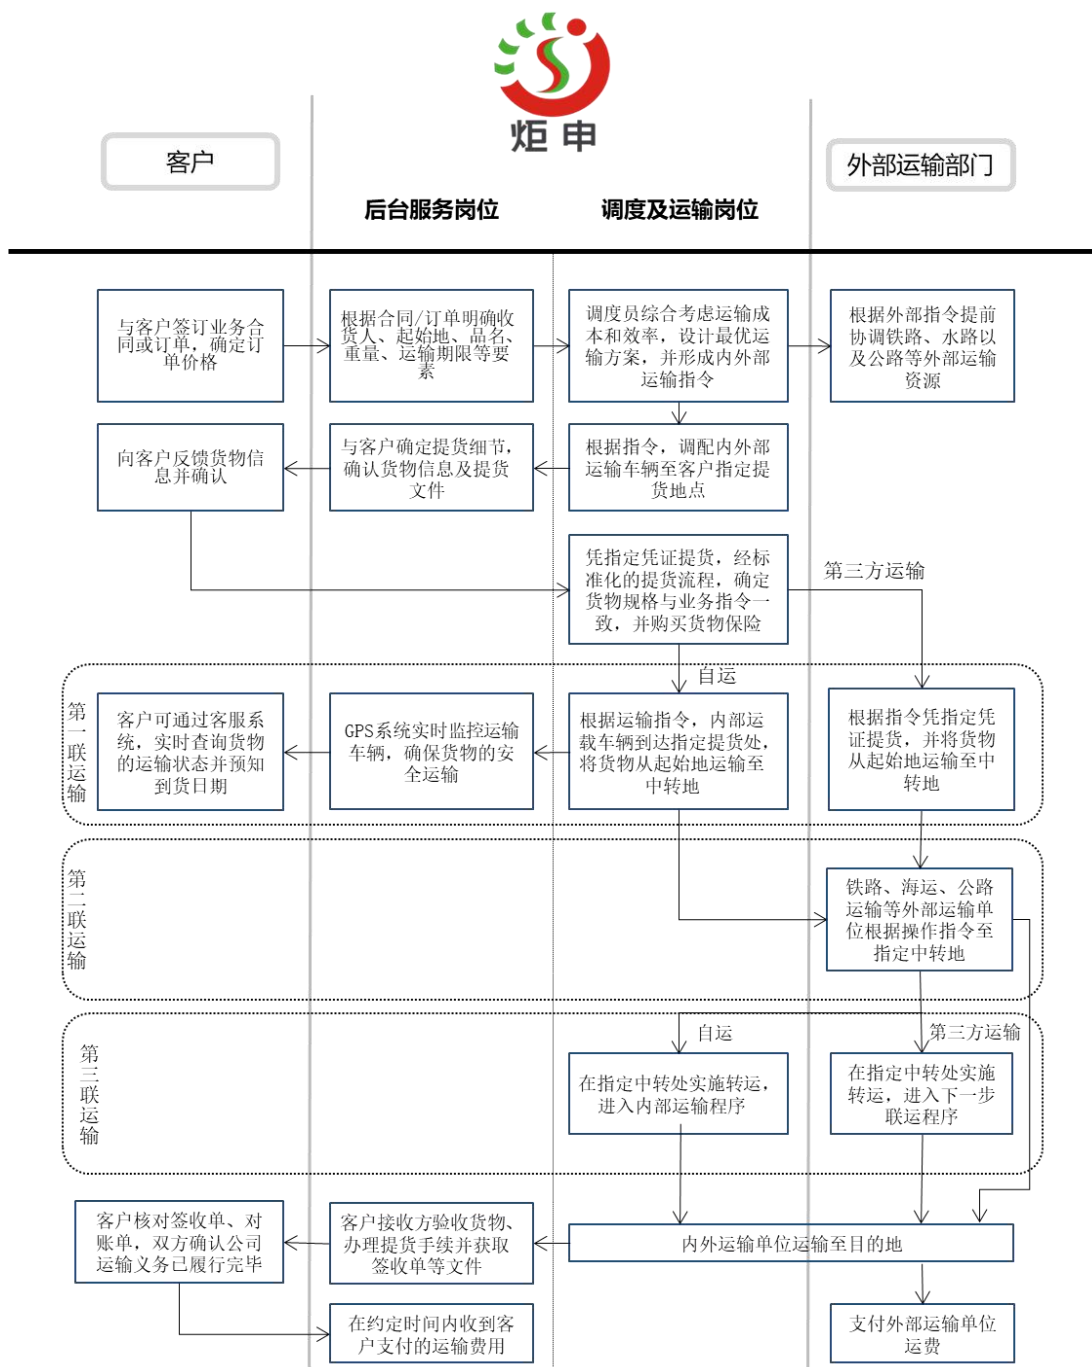 炬申
客户
外部运输部门
后台服务岗位
调度及运输岗位
与客户签订业务合
同或订单，确定订
单价格
根据合同/订单明确收
货人、起始地、品名、
重量、运输期限等要
素
调度员综合考虑运输成
本和效率，设计最优运
输方案，并形成内外部
运输指令
根据外部指令提前
协调铁路、水路以
及公路等外部运输
资源
向客户反馈货物信
息并确认
与客户确定提货细节，
确认货物信息及提货
文件
根据指令，调配内外部
运输车辆至客户指定提
货地点
凭指定凭证提货，经标
准化的提货流程，确定
货物规格与业务指令一
致，并购买货物保险
第三方运输
自运
第一联运输
客户可通过客服系
统，实时查询货物
的运输状态并预知
到货日期
GPS系统实时监控运输
车辆，确保货物的安
全运输
根据运输指令，内部运
载车辆到达指定提货处，
将货物从起始地运输至
中转地
根据指令凭指定凭
证提货，并将货物
从起始地运输至中
转地
第二联运输
铁路、海运、公路
运输等外部运输单
位根据操作指令至
指定中转地
第三联运输
自运
第三方运输
在指定中转处实施转运，
进入内部运输程序
在指定中转处实施
转运，进入下一步
联运程序
客户核对签收单、对
账单，双方确认公司
运输义务已履行完毕
客户接收方验收货物、
办理提货手续并获取
签收单等文件
内外运输单位运输至目的地
在约定时间内收到客
户支付的运输费用
支付外部运输单位
运费